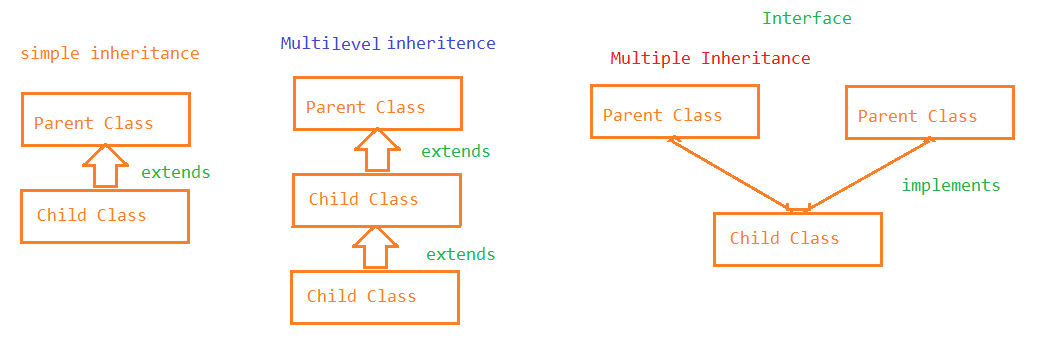 simple inheritance
Parent Class
extends
Child Class
Multilevel inheritence
Parent Class
extends
Child Class
extends
Child Class
Interface
Multiple Inheritance
Parent Class
Parent Class
implements
Child Class